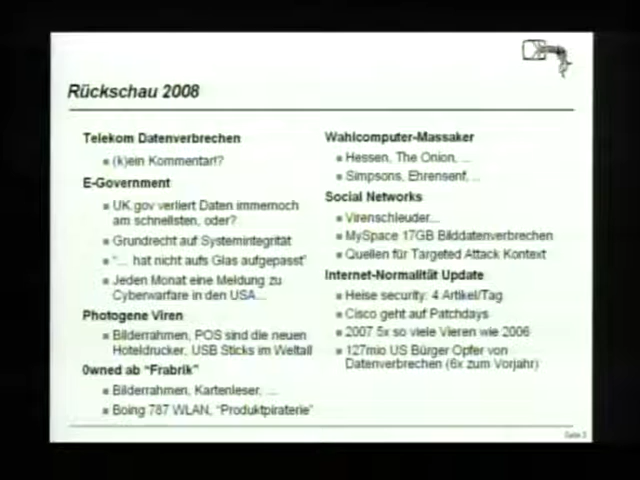 Rückschau 2008
Telekom Datenverbrechen
(k)ein Kommentar!?
E-Government
UK gov verliert Daten immernoch
am schnellsten, oder?
Grundrecht auf Systemintegrität
"... hat nicht aufs Glas aufgepasst"
Jeden Monat eine Meldung zu
Cyberwarfare in den USA...
Photogene Viren
Bilderrahmen, POS sind die neuen
Hoteldrucker, USB Sticks im Weltall
0wned ab "Frabrik"
Bilderrahmen, Kartenleser, ...
Boing 787 WLAN, "Produktpiraterie"
Wahlcomputer-Massaker
Hessen, The Onion, ...
Simpsons, Ehrensenf, ...
Social Networks
Virenschleuder...
MySpace 17GB Bilddatenverbrechen
Quellen für Targeted Attack Kontext
Internet-Normalität Update
Heise security: 4 Artikel/Tag
Cisco geht auf Patchdays
2007 5x so viele Vieren wie 2006
127mio US Bürger Opfer von
Datenverbrechen (6x zum Vorjahr)